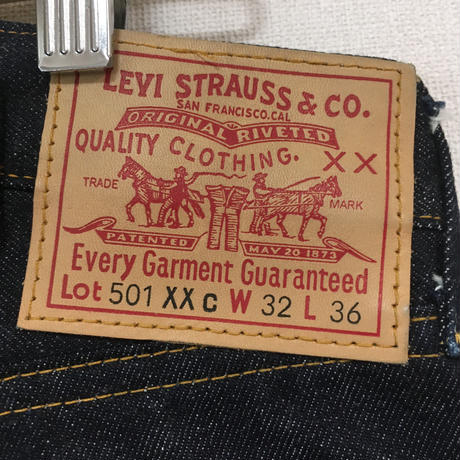 LEVI STRAUSS & CO.
SAN FRANCISCO.CAL
ORIGINAL RIVETED
QUALITY CLOTHING. XX
TRADE MARK
PATENTED MAY 20 1873
Every Garment Guaranteed
Lot 501 XX C W 32 L 36